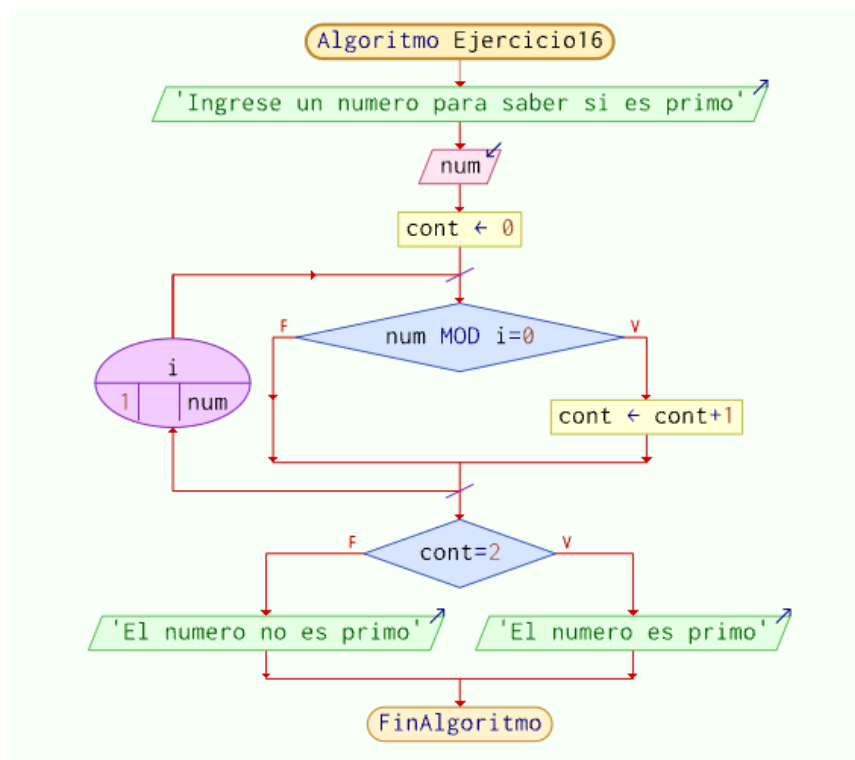 Algoritmo Ejercicio16
'Ingrese un numero para saber si es primo'
num
cont ← 0
F
num MOD i=0
V
i
1
num
cont ← cont+1
F
cont=2
V
'El numero no es primo'
'El numero es primo'
FinAlgoritmo